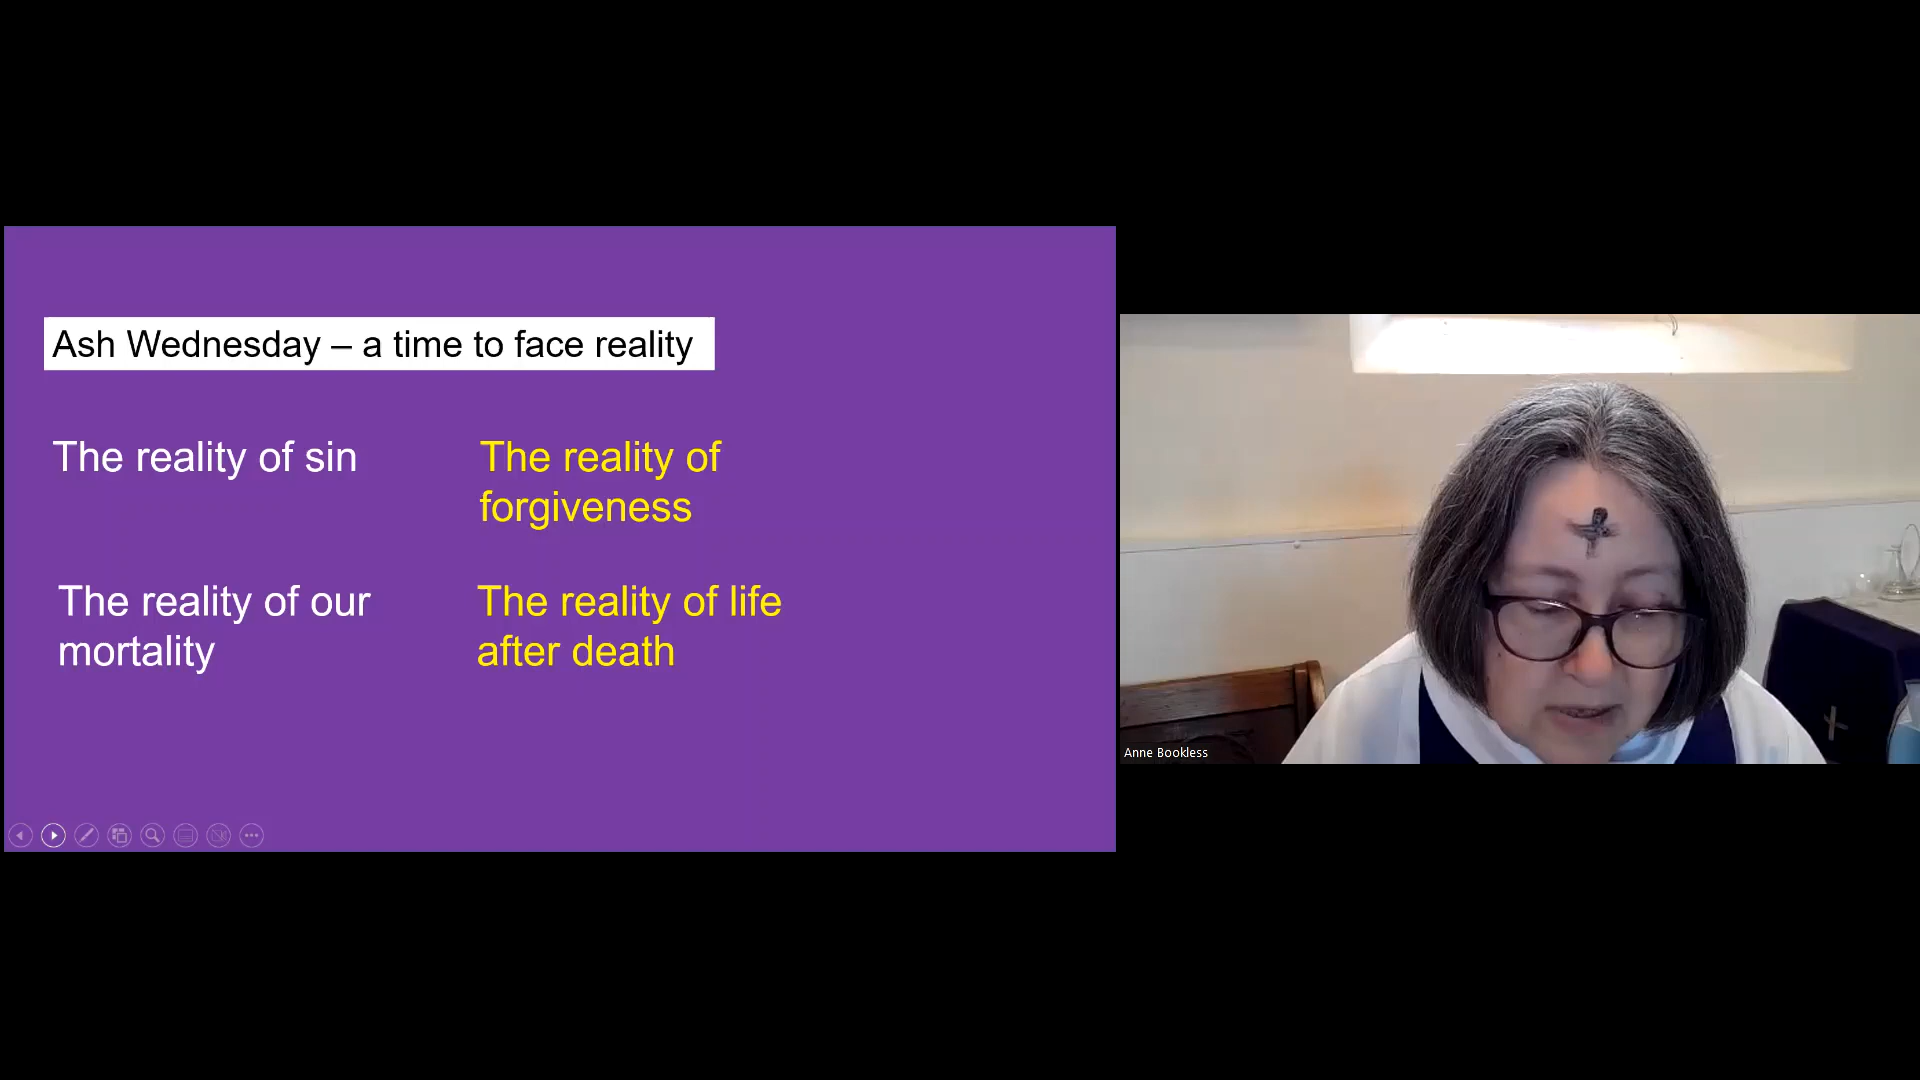 Ash Wednesday – a time to face reality
The reality of sin
The reality of
forgiveness
The reality of our
mortality
The reality of life
after death
Anne Bookless